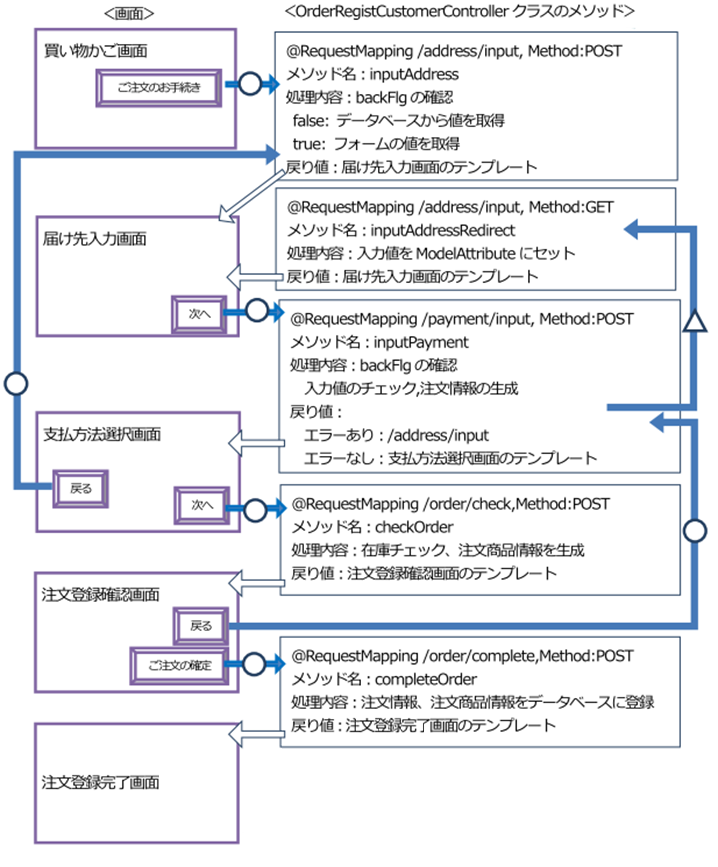 <画面>
<OrderRegistCustomerController クラスのメソッド>
買い物かご画面
ご注文のお手続き
@RequestMapping /address/input, Method:POST
メソッド名：inputAddress
処理内容：backFlg の確認
false: データベースから値を取得
true: フォームの値を取得
戻り値：届け先入力画面のテンプレート
届け先入力画面
次へ
@RequestMapping /address/input, Method:GET
メソッド名：inputAddressRedirect
処理内容：入力値を ModelAttribute にセット
戻り値：届け先入力画面のテンプレート
@RequestMapping /payment/input, Method:POST
メソッド名：inputPayment
処理内容：backFlg の確認
入力値のチェック,注文情報の生成
戻り値：
エラーあり：/address/input
エラーなし：支払方法選択画面のテンプレート
支払方法選択画面
戻る
次へ
@RequestMapping /order/check,Method:POST
メソッド名：checkOrder
処理内容：在庫チェック、注文商品情報を生成
戻り値：注文登録確認画面のテンプレート
注文登録確認画面
戻る
ご注文の確定
@RequestMapping /order/complete,Method:POST
メソッド名：completeOrder
処理内容：注文情報、注文商品情報をデータベースに登録
戻り値：注文登録完了画面のテンプレート
注文登録完了画面